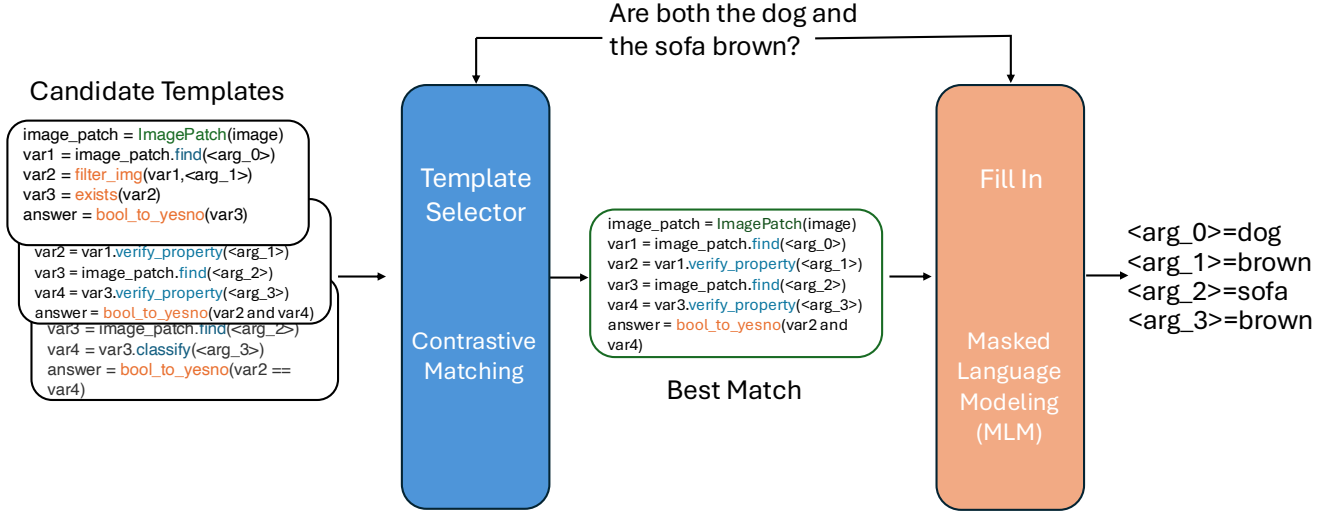 Are both the dog and
the sofa brown?
Candidate Templates
image_patch = ImagePatch(image)
var1 = image_patch.find(<arg_0>)
var2 = filter_img(var1,<arg_1>)
var3 = exists(var2)
answer = bool_to_yesno(var3)
var2 = var1.verify_property(<arg_1>)
var3 = image_patch.find(<arg_2>)
var4 = var3.verify_property(<arg_3>)
answer = bool_to_yesno(var2 and var4)
var3 = image_patch.find(<arg_2>)
var4 = var3.classify(<arg_3>)
answer = bool_to_yesno(var2 ==
var4)
Template
Selector
Contrastive
Matching
image_patch = ImagePatch(image)
var1 = image_patch.find(<arg_0>)
var2 = var1.verify_property(<arg_1>)
var3 = image_patch.find(<arg_2>)
var4 = var3.verify_property(<arg_3>)
answer = bool_to_yesno(var2 and
var4)
Best Match
Fill In
Masked
Language
Modeling
(MLM)
<arg_0>=dog
<arg_1>=brown
<arg_2>=sofa
<arg_3>=brown